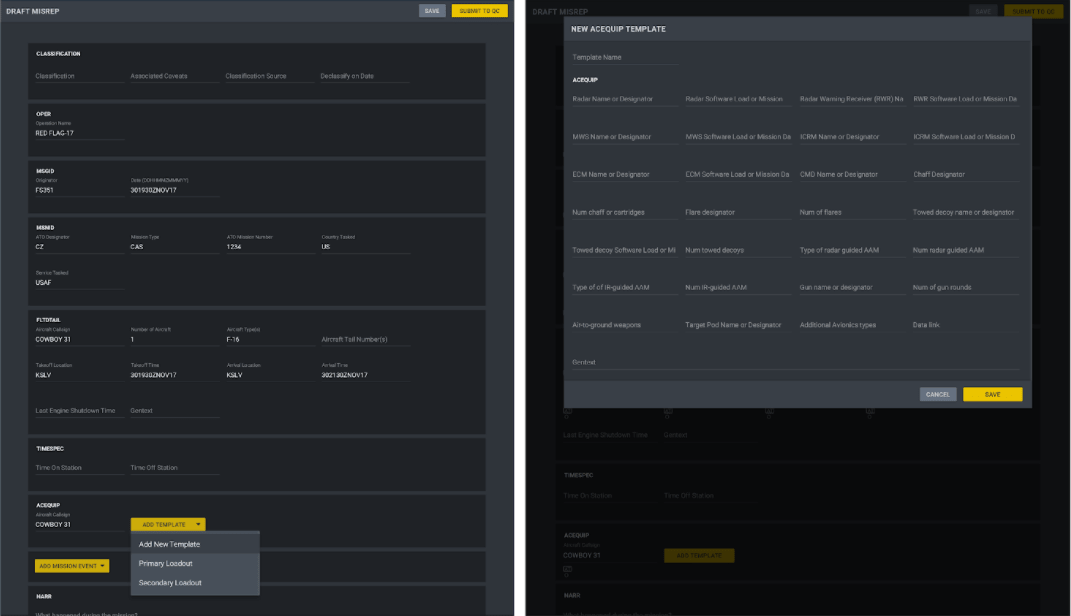 DRAFT MISREP
SAVE
SUBMIT TO QC
CLASSIFICATION
Classification
Associated Caveats
Classification Source
Declassify on Date
OPER
Operation Name
RED FLAG-17
MSGID
Originator
FS351
301930ZNOV17
MSNID
ATO Designator
Mission Type
ATO Mission Number
Country Tasked
CZ
CAS
1234
US
Service Tasked
USAF
FLTDTAIL
Aircraft Callsign
Number of Aircraft
Aircraft Type(s)
COWBOY 31
1
F-16
Aircraft Tail Number(s)
Takeoff Location
Takeoff Time
Arrival Location
Arrival Time
KSLV
301930ZNOV17
KSLV
302130ZNOV17
Last Engine Shutdown Time
Gentext
TIMESPEC
Time On Station
Time Off Station
ACEQUIP
Aircraft Callsign
COWBOY 31
ADD TEMPLATE
Add New Template
Primary Loadout
Secondary Loadout
ADD MISSION EVENT
NARR
What happened during the mission?
DRAFT MISREP
SAVE
SUBMIT TO QC
NEW ACEQUIP TEMPLATE
Template Name
ACEQUIP
Radar Name or Designator
Radar Software Load or Mission
Radar Warning Receiver (RWR) Na
RWR Software Load or Mission Da
MWS Name or Designator
MWS Software Load or Mission Da
ICRM Name or Designator
ICRM Software Load or Mission D
ECM Name or Designator
ECM Software Load or Mission Da
CMD Name or Designator
Chaff Designator
Num chaff or cartridges
Flare designator
Num of flares
Towed decoy name or designator
Towed decoy Software Load or Mi
Num towed decoys
Type of radar guided AAM
Num radar guided AAM
Type of of IR-guided AAM
Num IR-guided AAM
Gun name or designator
Num of gun rounds
Air-to-ground weapons
Target Pod Name or Designator
Additional Avionics types
Data link
Gentext
CANCEL
SAVE
Last Engine Shutdown Time
Gentext
TIMESPEC
Time On Station
Time Off Station
ACEQUIP
Aircraft Callsign
COWBOY 31
ADD TEMPLATE
NARR